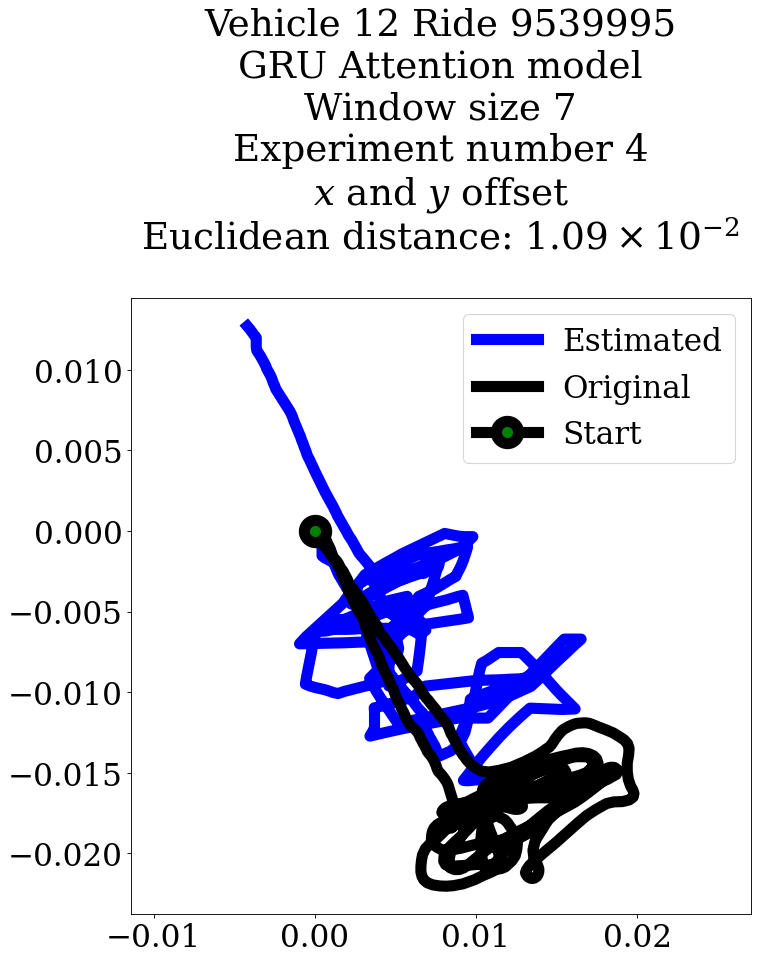 Vehicle 12 Ride 9539995
GRU Attention model
Window size 7
Experiment number 4
x and y offset
Euclidean distance: 1.09 × 10⁻²
Estimated
Original
Start
0.010
0.005
0.000
−0.005
−0.010
−0.015
−0.020
−0.01 0.00 0.01 0.02